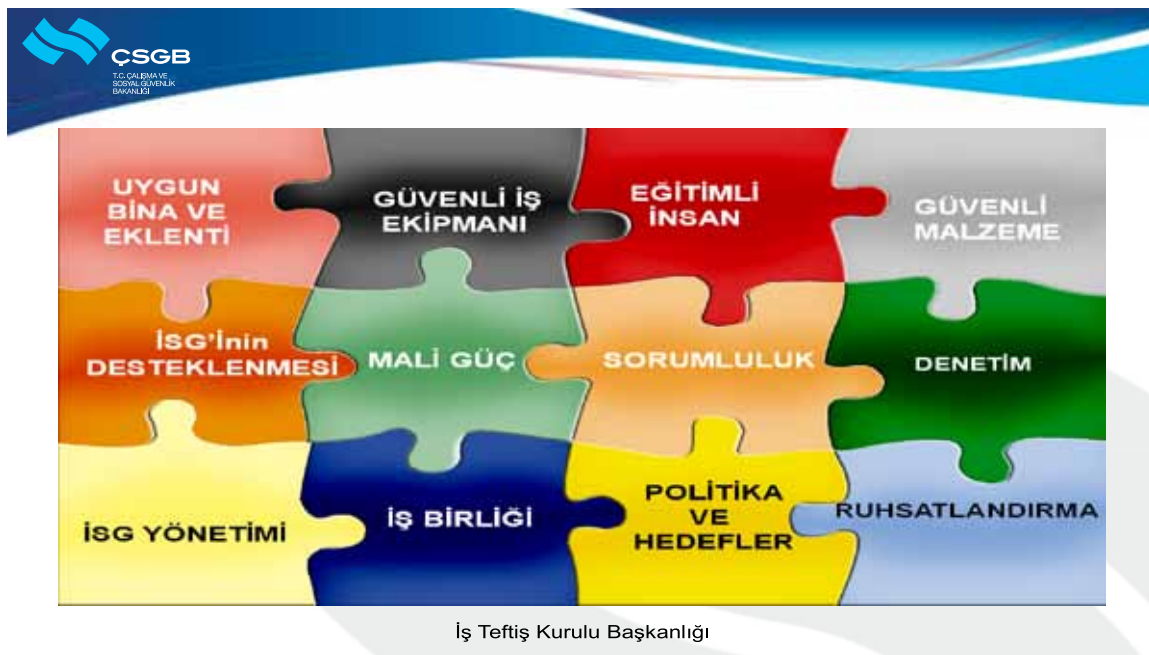 ÇSGB
T.C. ÇALIŞMA VE
SOSYAL GÜVENLİK
BAKANLIĞI
UYGUN
BİNA VE
EKLENTİ
GÜVENLİ İŞ
EKİPMANI
EĞİTİMLİ
İNSAN
GÜVENLİ
MALZEME
İSG'İnin
DESTEKLENMESİ
MALİ GÜÇ
SORUMLULUK
DENETİM
İSG YÖNETİMİ
İŞ BİRLİĞİ
POLİTİKA
VE
HEDEFLER
RUHSATLANDIRMA
İş Teftiş Kurulu Başkanlığı